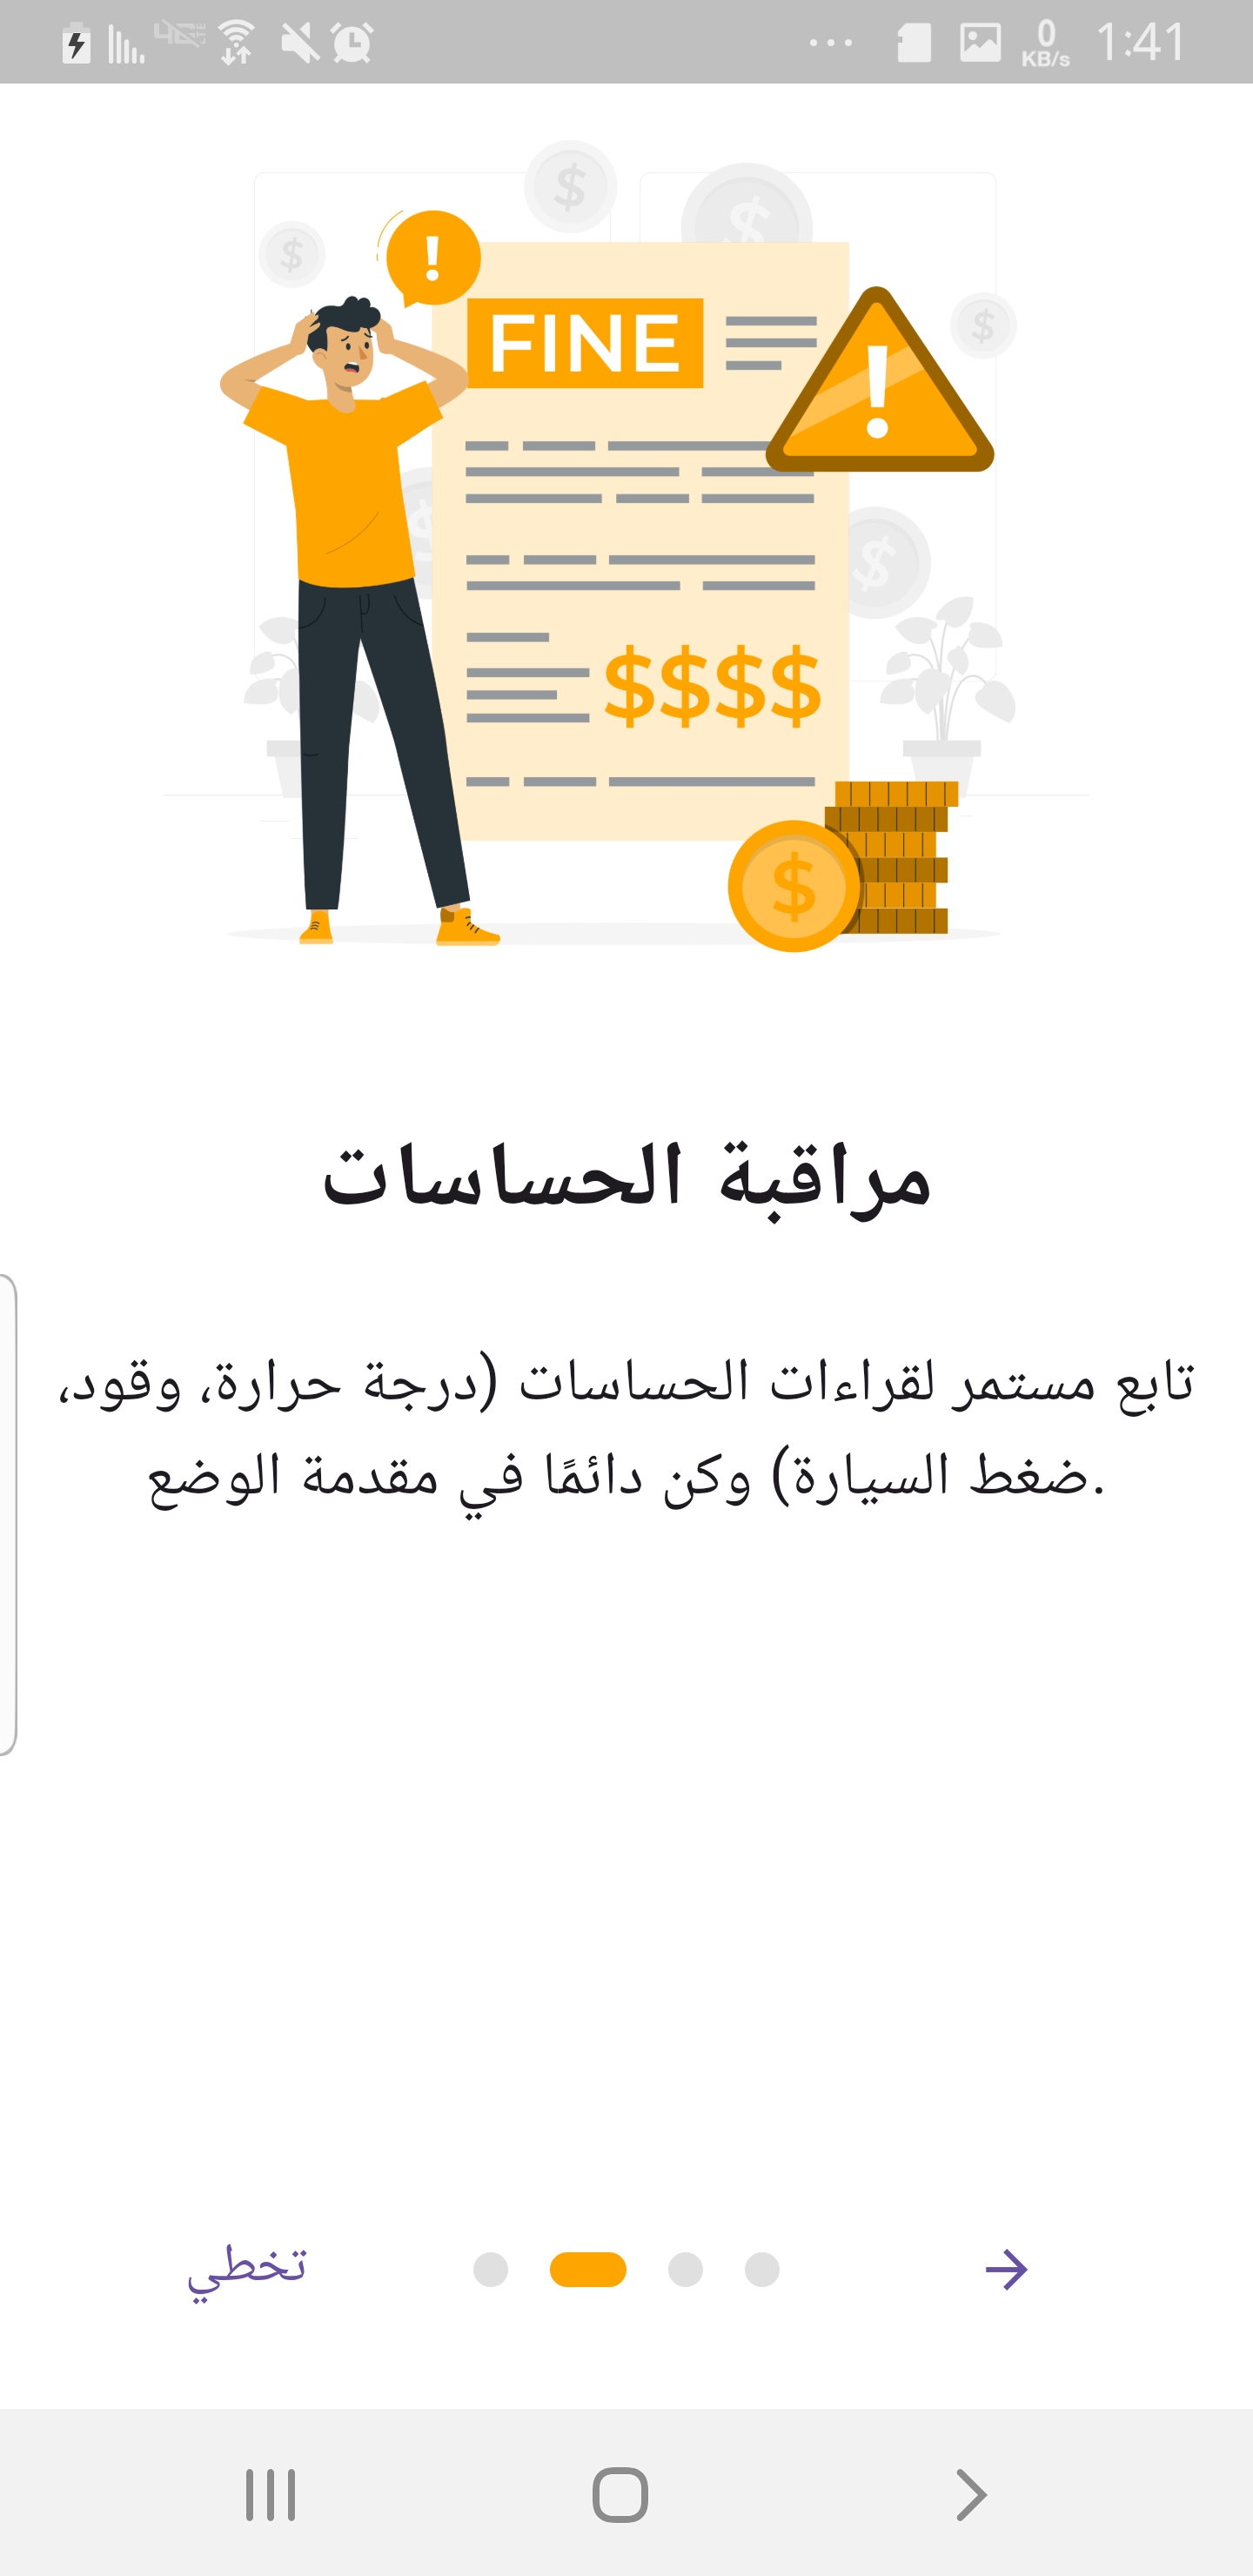 0
KB/s
1:41
!
FINE
!
$$$$
$
مراقبة الحساسات
تابع مستمر لقراءات الحساسات (درجة حرارة، وقود،
ضغط السيارة) وكن دائمًا في مقدمة الوضع.
تخطي